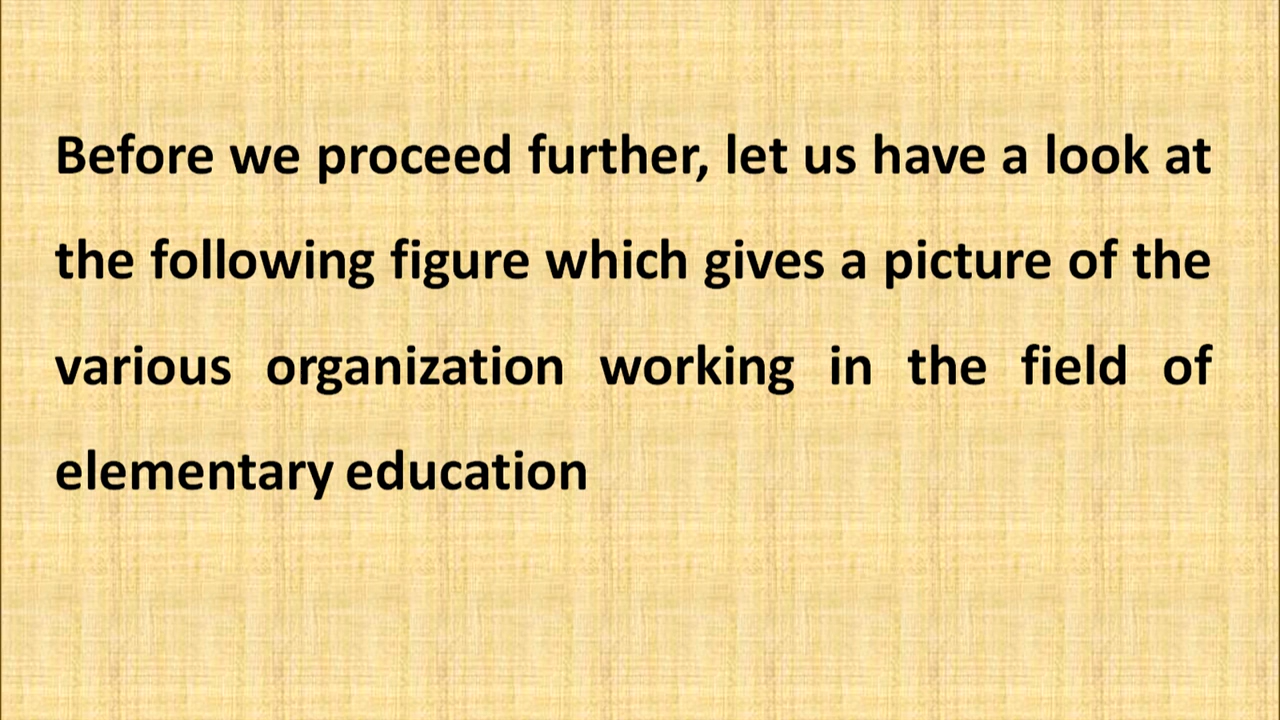 Before we proceed further, let us have a look at
the following figure which gives a picture of the
various organization working in the field of
elementary education